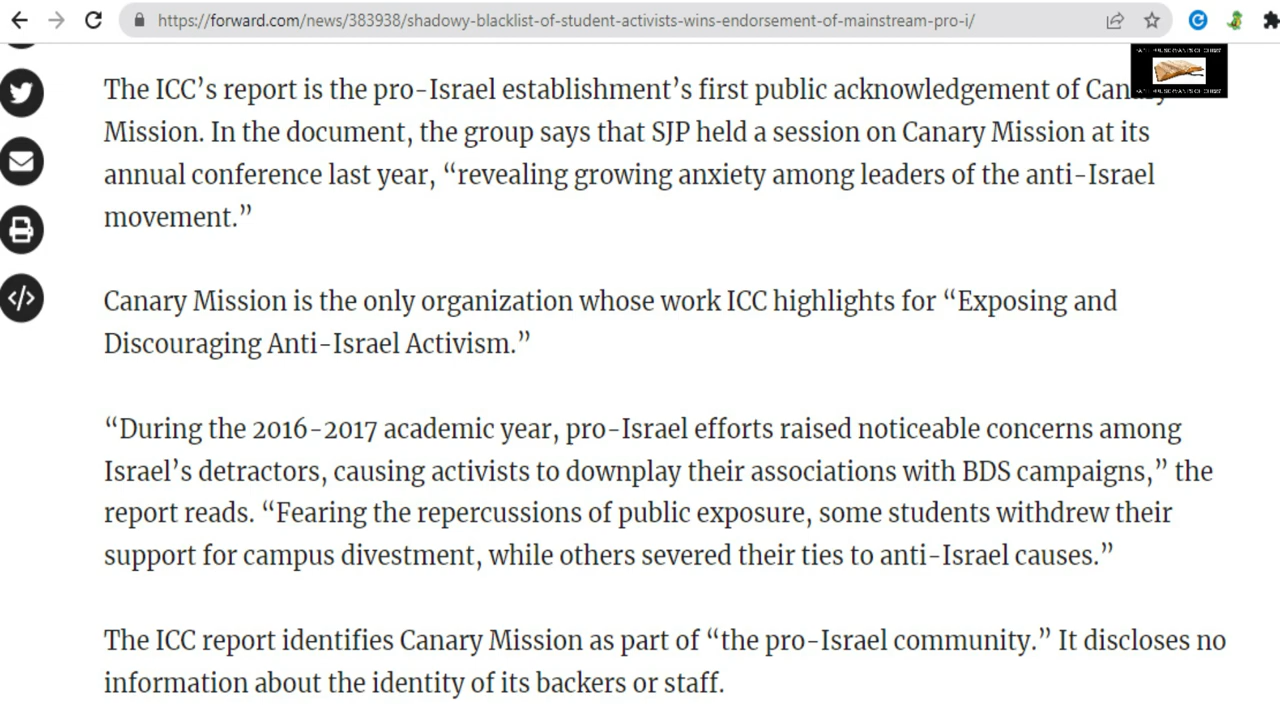 https://forward.com/news/383938/shadowy-blacklist-of-student-activists-wins-endorsement-of-mainstream-pro-i/
The ICC’s report is the pro-Israel establishment’s first public acknowledgement of
Mission. In the document, the group says that SJP held a session on Canary Mission at its
annual conference last year, “revealing growing anxiety among leaders of the anti-Israel
movement.”
Canary Mission is the only organization whose work ICC highlights for “Exposing and
Discouraging Anti-Israel Activism.”
“During the 2016-2017 academic year, pro-Israel efforts raised noticeable concerns among
Israel’s detractors, causing activists to downplay their associations with BDS campaigns,” the
report reads. “Fearing the repercussions of public exposure, some students withdrew their
support for campus divestment, while others severed their ties to anti-Israel causes.”
The ICC report identifies Canary Mission as part of “the pro-Israel community.” It discloses no
information about the identity of its backers or staff.